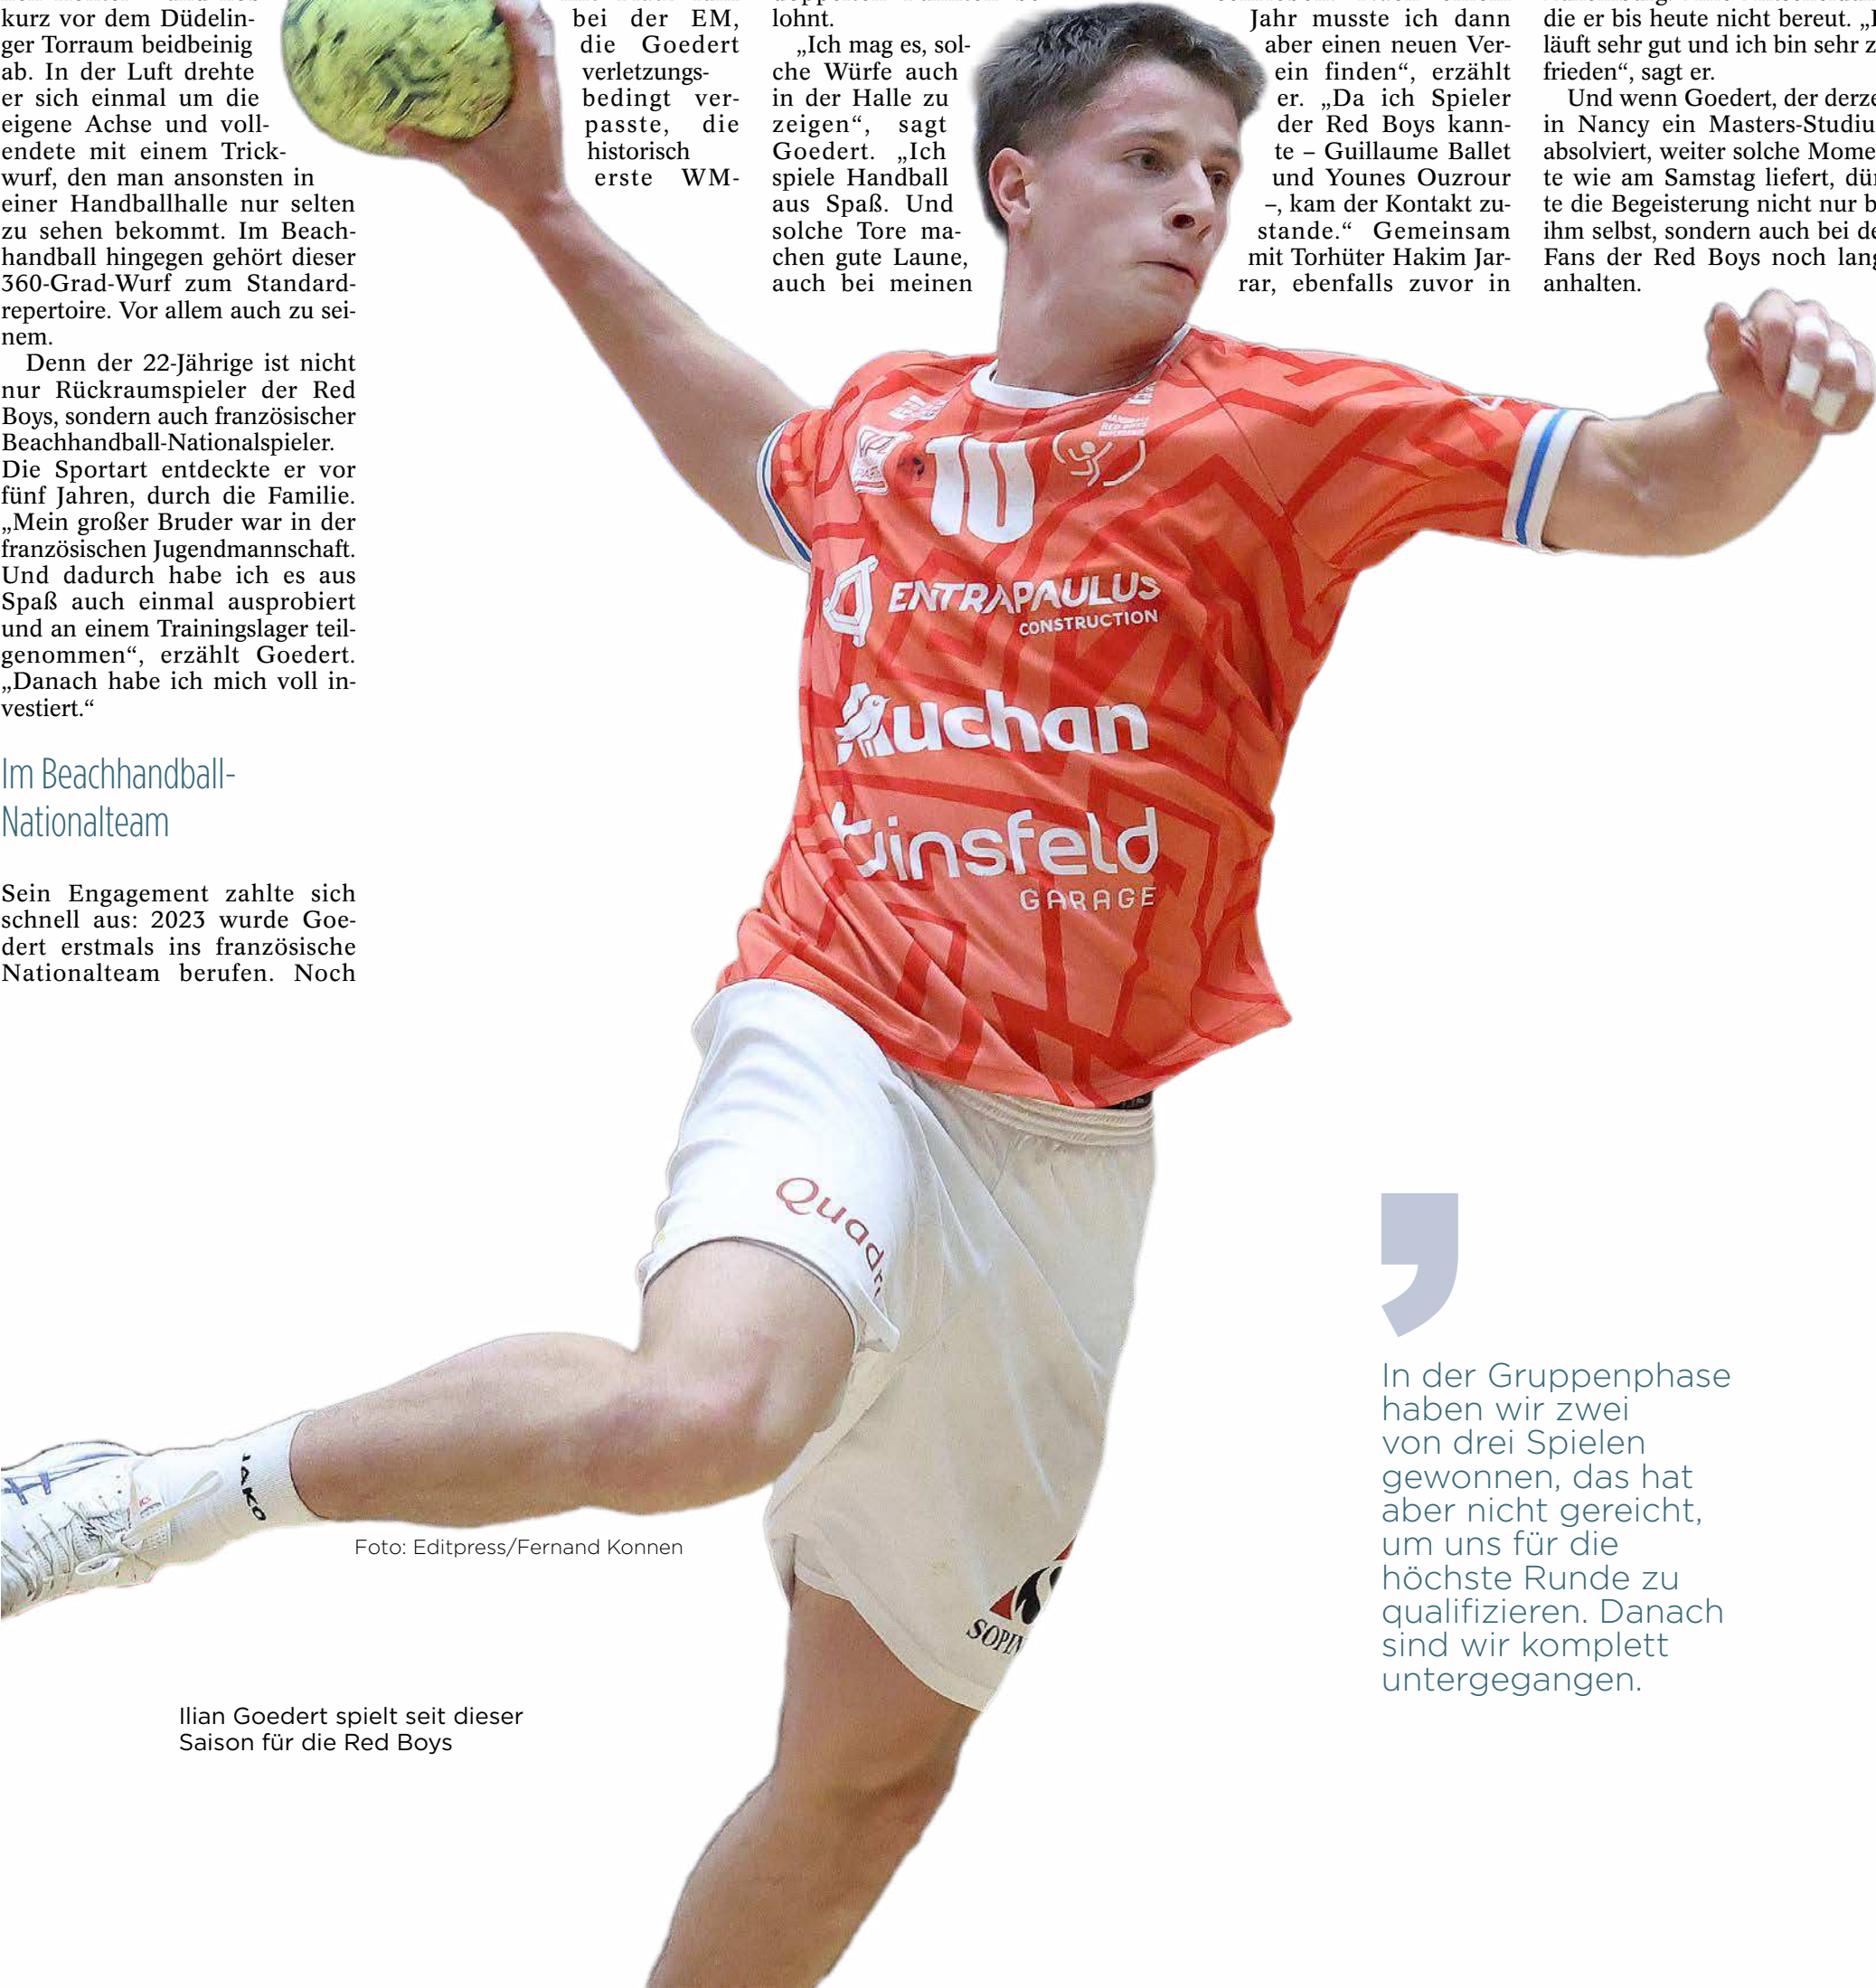 kurz vor dem Düdelin-
ger Torraum beidbeinig
ab. In der Luft drehte
er sich einmal um die
eigene Achse und voll-
endete mit einem Trick-
wurf, den man ansonsten in
einer Handballhalle nur selten
zu sehen bekommt. Im Beach-
handball hingegen gehört dieser
360-Grad-Wurf zum Standard-
repertoire. Vor allem auch zu sei-
nem.
Denn der 22-Jährige ist nicht
nur Rückraumspieler der Red
Boys, sondern auch französischer
Beachhandball-Nationalspieler.
Die Sportart entdeckte er vor
fünf Jahren, durch die Familie.
„Mein großer Bruder war in der
französischen Jugendmannschaft.
Und dadurch habe ich es aus
Spaß auch einmal ausprobiert
und an einem Trainingslager teil-
genommen“, erzählt Goedert.
„Danach habe ich mich voll in-
vestiert.“
Im Beachhandball-
Nationalteam
Sein Engagement zahlte sich
schnell aus: 2023 wurde Goe-
dert erstmals ins französische
Nationalteam berufen. Noch
bei der EM,
die Goedert
verletzungs-
bedingt ver-
passte, die
historisch
erste WM-
lohnt.
„Ich mag es, sol-
che Würfe auch
in der Halle zu
zeigen“, sagt
Goedert. „Ich
spiele Handball
aus Spaß. Und
solche Tore ma-
chen gute Laune,
auch bei meinen
Jahr musste ich dann
aber einen neuen Ver-
ein finden“, erzählt
er. „Da ich Spieler
der Red Boys kann-
te – Guillaume Ballet
und Younes Ouzrour
–, kam der Kontakt zu-
stande.“ Gemeinsam
mit Torhüter Hakim Jar-
rar, ebenfalls zuvor in
die er bis heute nicht bereut.
läuft sehr gut und ich bin sehr z
frieden“, sagt er.
Und wenn Goedert, der derze
in Nancy ein Masters-Studiu
absolviert, weiter solche Mome
te wie am Samstag liefert, dür
te die Begeisterung nicht nur b
ihm selbst, sondern auch bei de
Fans der Red Boys noch lang
anhalten.
10
ENTRAPAULUS
CONSTRUCTION
Auchan
tinsfeld
GARAGE
Quadr
JAKO
SOPIN
Foto: Editpress/Fernand Konnen
Ilian Goedert spielt seit dieser
Saison für die Red Boys
In der Gruppenphase
haben wir zwei
von drei Spielen
gewonnen, das hat
aber nicht gereicht,
um uns für die
höchste Runde zu
qualifizieren. Danach
sind wir komplett
untergegangen.